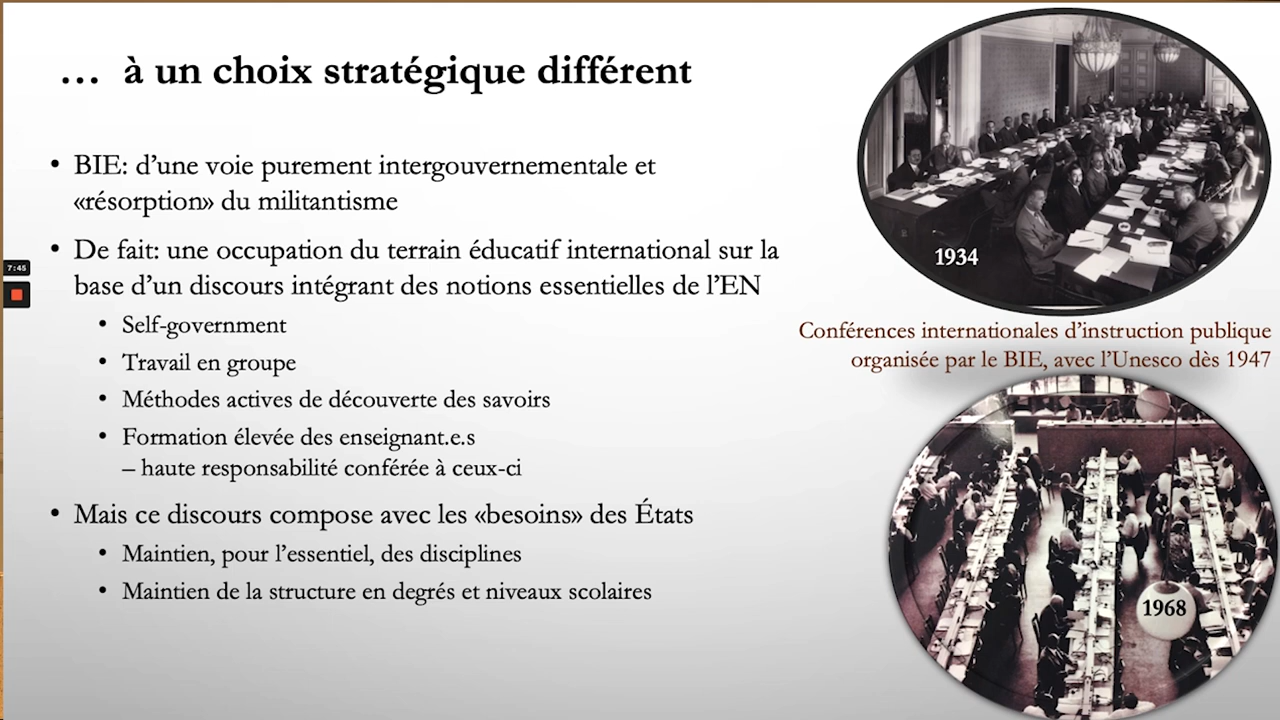 … à un choix stratégique différent
• BIE: d’une voie purement intergouvernementale et
«résorption» du militantisme
• De fait: une occupation du terrain éducatif international sur la
base d’un discours intégrant des notions essentielles de l’EN
• Self-government
• Travail en groupe
• Méthodes actives de découverte des savoirs
• Formation élevée des enseignant.e.s
– haute responsabilité conférée à ceux-ci
• Mais ce discours compose avec les «besoins» des États
• Maintien, pour l’essentiel, des disciplines
• Maintien de la structure en degrés et niveaux scolaires
7:45
1934
Conférences internationales d’instruction publique
organisée par le BIE, avec l’Unesco dès 1947
1968